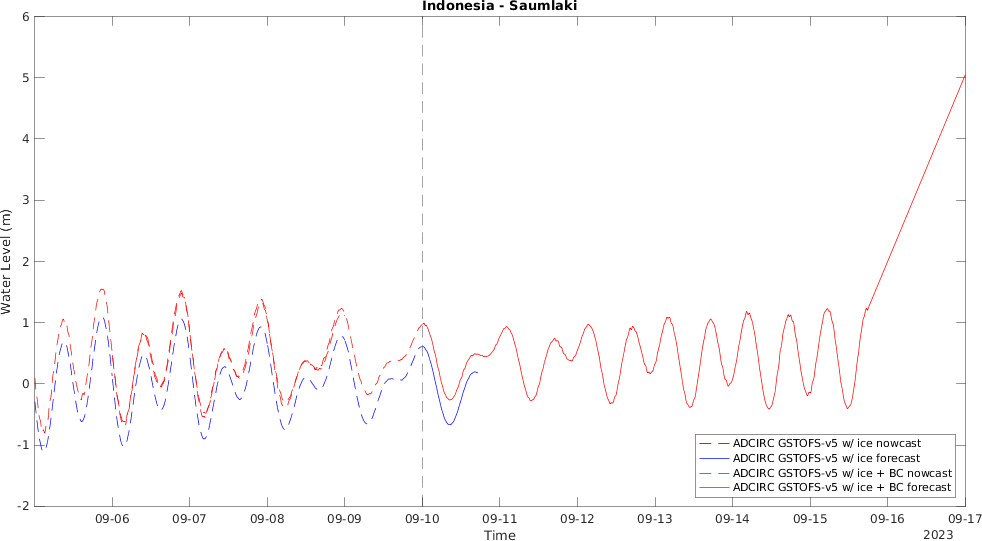 Indonesia - Saumlaki
6
5
4
3
2
1
0
-1
-2
Water Level (m)
ADCIRC GSTOFS-v5 w/ ice nowcast
ADCIRC GSTOFS-v5 w/ ice forecast
ADCIRC GSTOFS-v5 w/ ice + BC nowcast
ADCIRC GSTOFS-v5 w/ ice + BC forecast
09-06 09-07 09-08 09-09 09-10 09-11 09-12 09-13 09-14 09-15 09-16 09-17
Time
2023